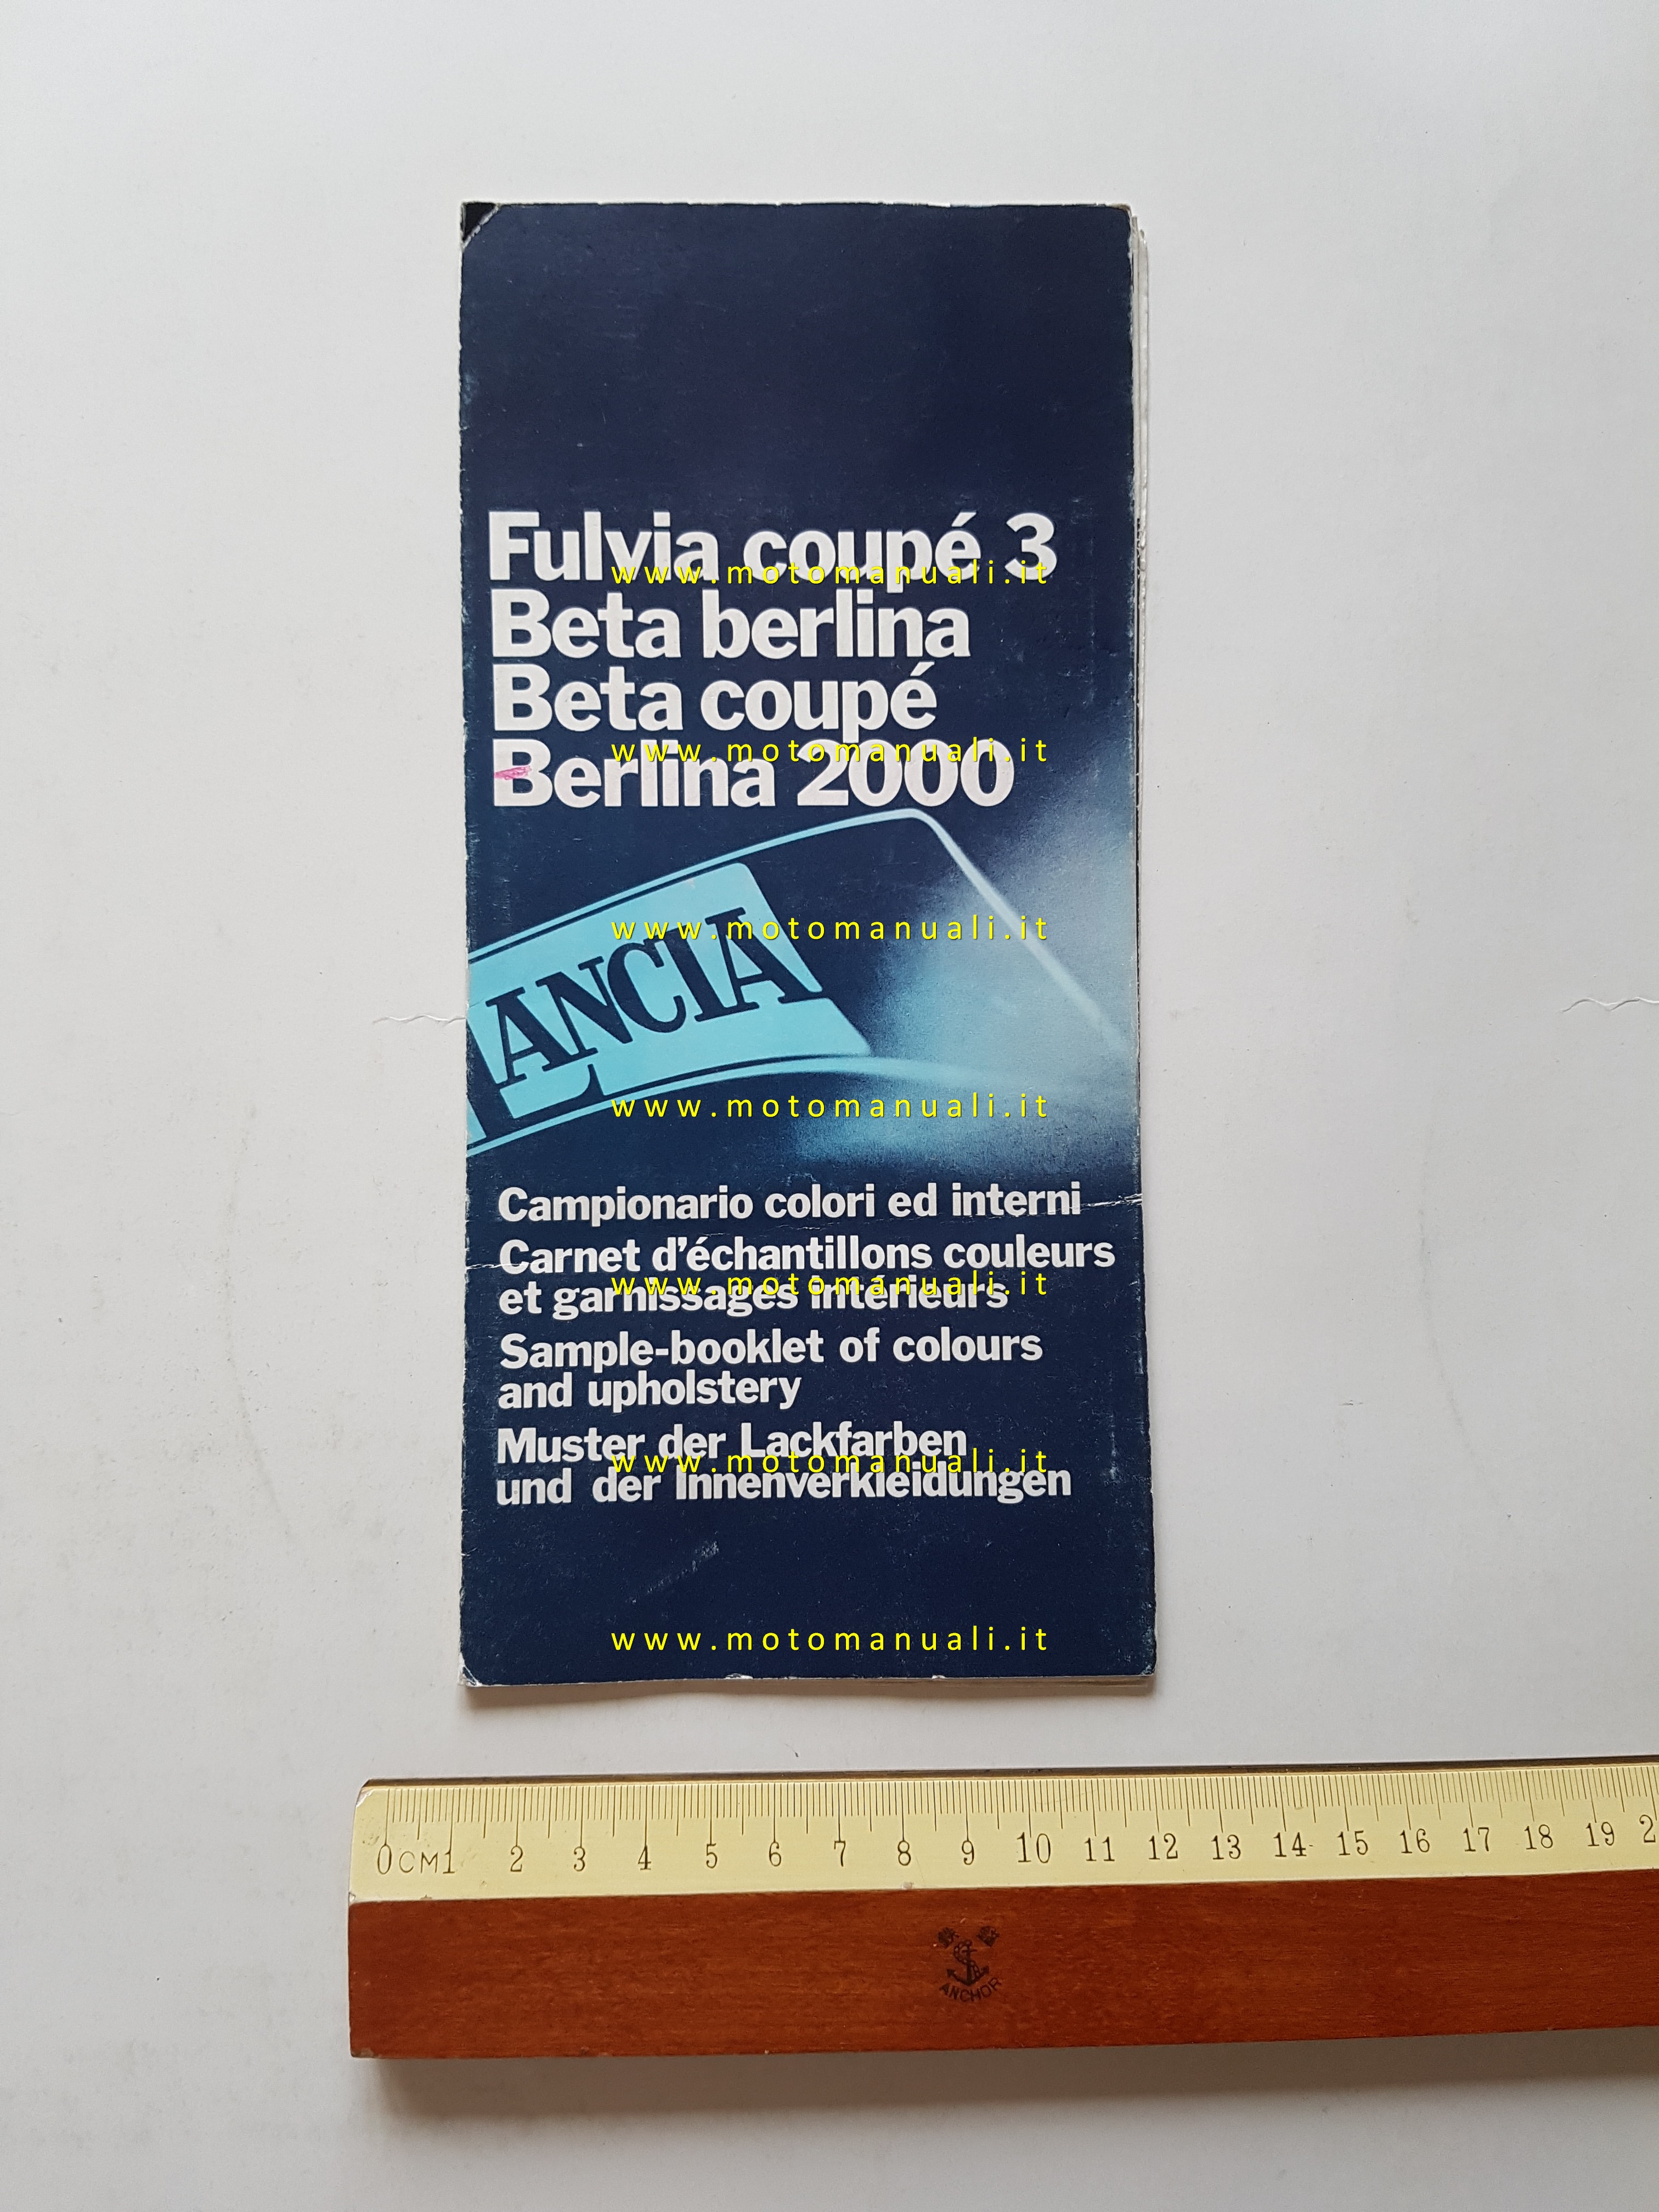 Fulvia coupé 3
www.motomanuali.it
Beta berlina
Beta coupé
www.motomanuali.it
Berlina 2000
www.motomanuali.it
LANCIA
www.motomanuali.it
Campionario colori ed interni
Carnet d'échantillons couleurs
www.motomanuali.it
et garnissages intérieurs
Sample-booklet of colours
and upholstery
Muster der Lackfarben
www.motomanuali.it
und der Innenverkleidungen
www.motomanuali.it
0 CM 1 2 3 4 5 6 7 8 9 10 11 12 13 14 15 16 17 18 19 2
ANCHOR